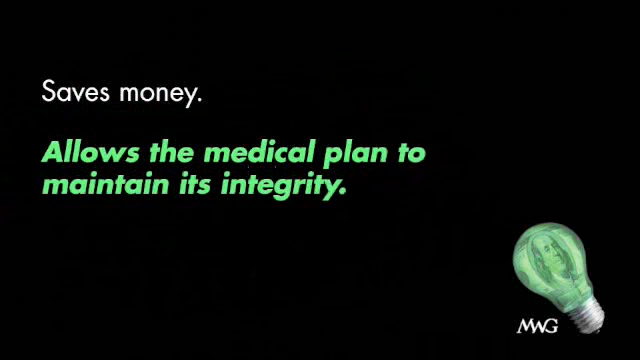 Saves money.
Allows the medical plan to
maintain its integrity.
MWG